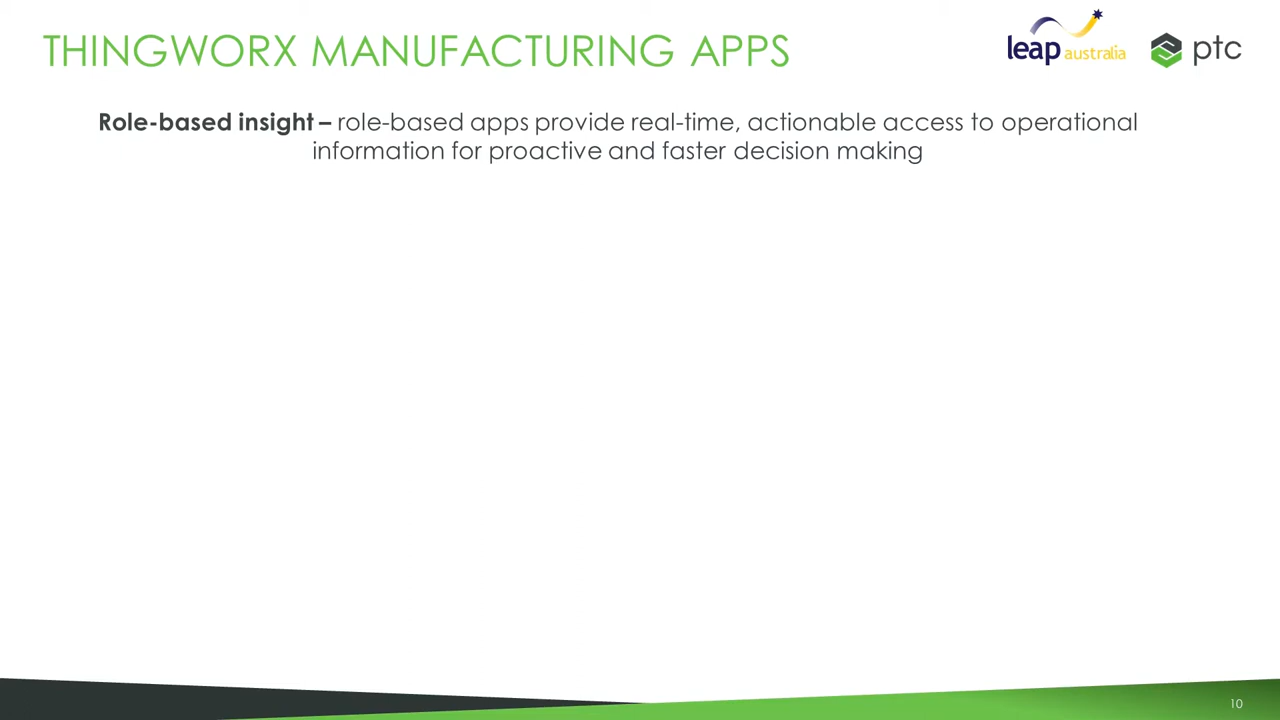 THINGWORX MANUFACTURING APPS
leap australia
ptc
Role-based insight – role-based apps provide real-time, actionable access to operational
information for proactive and faster decision making
10